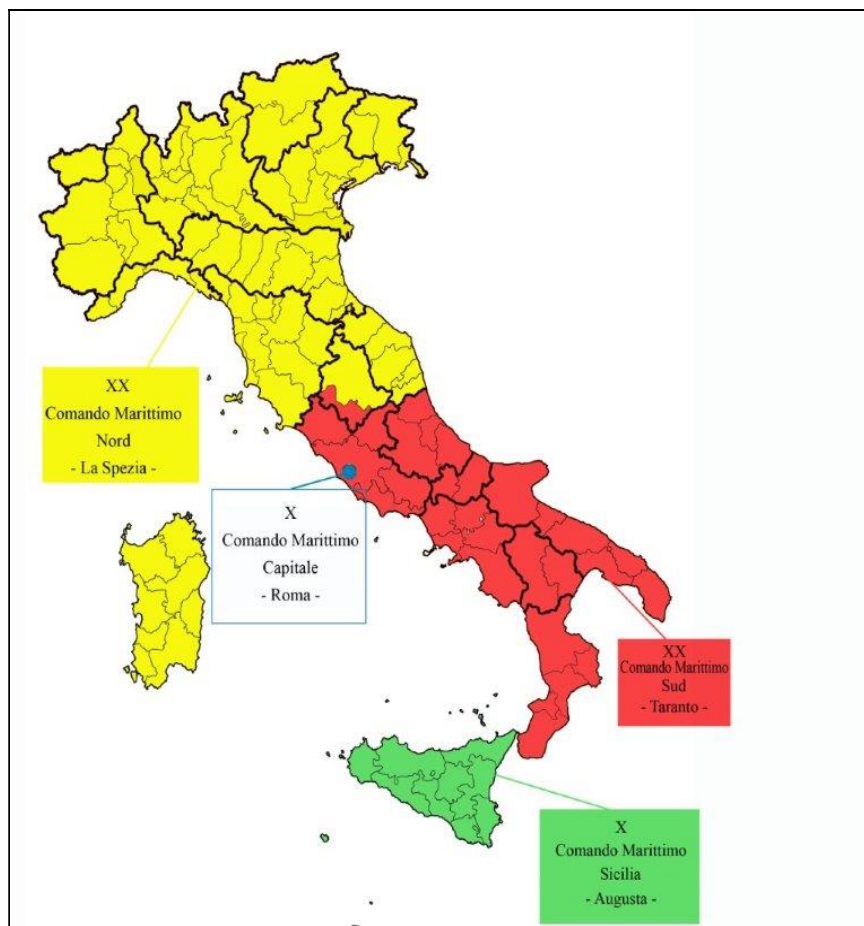 XX
Comando Marittimo
Nord
- La Spezia -
X
Comando Marittimo
Capitale
- Roma -
XX
Comando Marittimo
Sud
- Taranto -
X
Comando Marittimo
Sicilia
- Augusta -